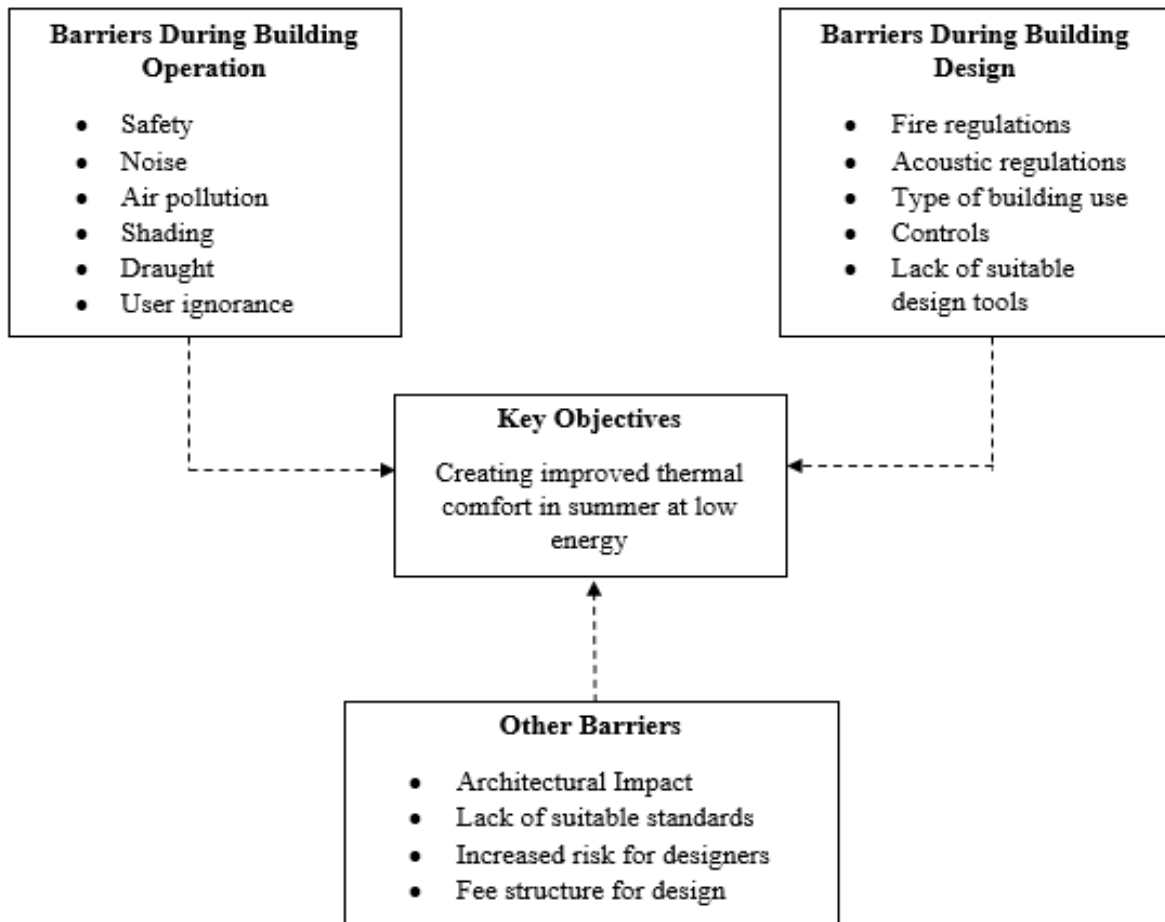 Barriers During Building
Operation
• Safety
• Noise
• Air pollution
• Shading
• Draught
• User ignorance
Barriers During Building
Design
• Fire regulations
• Acoustic regulations
• Type of building use
• Controls
• Lack of suitable
design tools
Key Objectives
Creating improved thermal
comfort in summer at low
energy
Other Barriers
• Architectural Impact
• Lack of suitable standards
• Increased risk for designers
• Fee structure for design